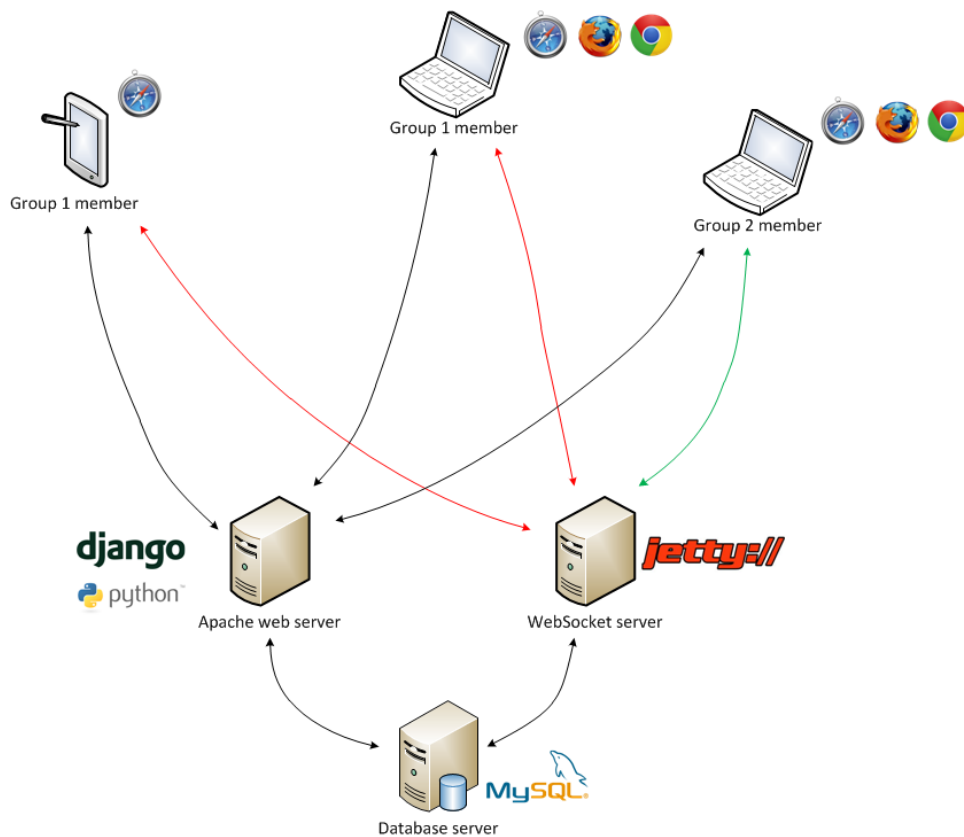 Group 1 member
Group 1 member
Group 2 member
django
python™
jetty://
Apache web server
WebSocket server
MySQL®
Database server